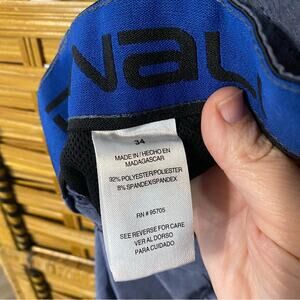 34
MADE IN/HECHO EN
MADAGASCAR
92% POLYESTER/POLIESTER
8% SPANDEX/SPANDEX
RN # 95705
SEE REVERSE FOR CARE
VER AL DORSO
PARA CUIDADO